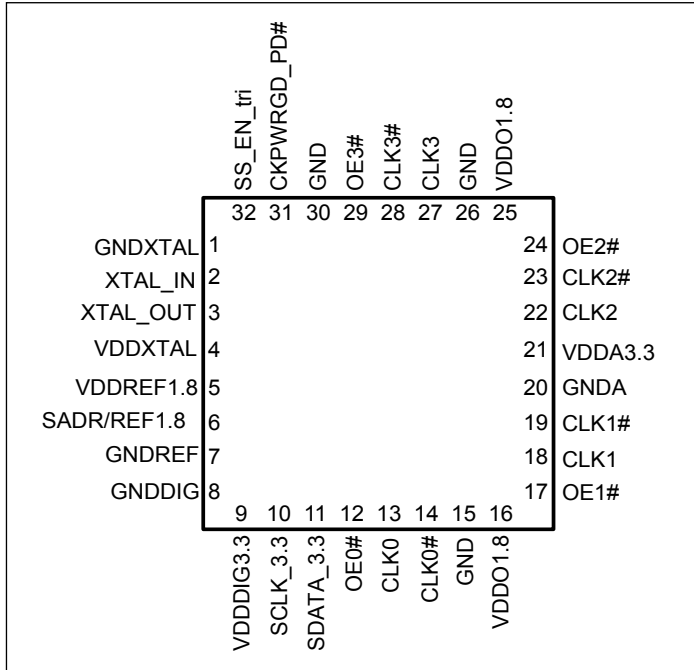 SS_EN_tri
CKPWRGD_PD#
GND
OE3#
CLK3#
CLK3
GND
VDDO1.8
32 31 30 29 28 27 26 25
GNDXTAL 1
XTAL_IN 2
XTAL_OUT 3
VDDXTAL 4
VDDREF1.8 5
SADR/REF1.8 6
GNDREF 7
GNDDIG 8
24 OE2#
23 CLK2#
22 CLK2
21 VDDA3.3
20 GNDA
19 CLK1#
18 CLK1
17 OE1#
9 10 11 12 13 14 15 16
VDDDIG3.3
SCLK_3.3
SDATA_3.3
OE0#
CLK0
CLK0#
GND
VDDO1.8